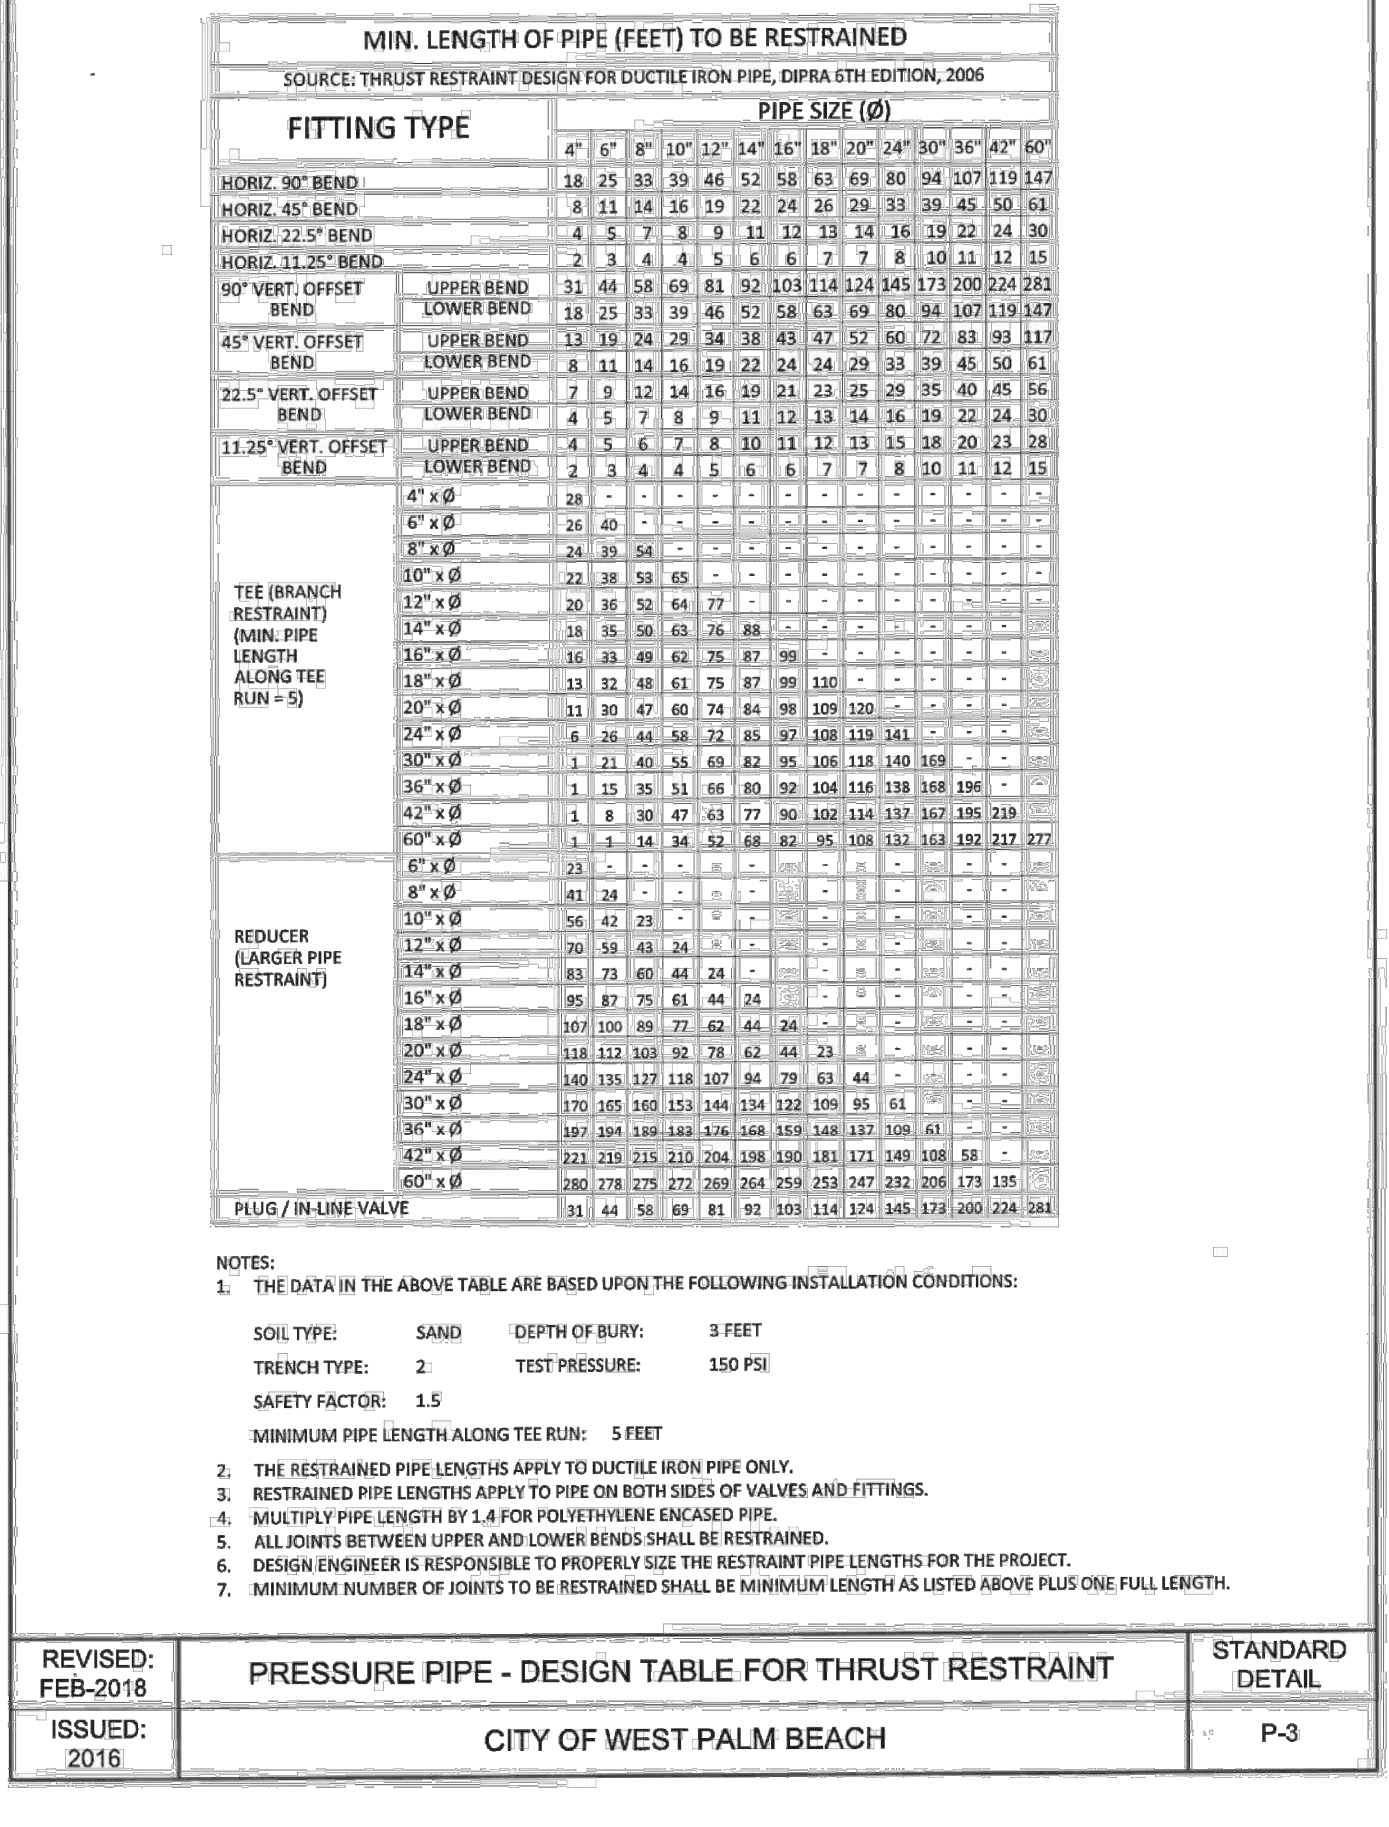 MIN. LENGTH OF PIPE (FEET) TO BE RESTRAINED
SOURCE: THRUST RESTRAINT DESIGN FOR DUCTILE IRON PIPE, DIPRA 6TH EDITION, 2006
FITTING TYPE
PIPE SIZE (Ø)
4" 6" 8" 10" 12" 14" 16" 18" 20" 24" 30" 36" 42" 60"
HORIZ. 90° BEND 18 25 33 39 46 52 58 63 69 80 94 107 119 147
HORIZ. 45° BEND 8 11 14 16 19 22 24 26 29 33 39 45 50 61
HORIZ. 22.5° BEND 4 5 7 8 9 11 12 13 14 16 19 22 24 30
HORIZ. 11.25° BEND 2 3 4 4 5 6 6 7 7 8 10 11 12 15
90° VERT. OFFSET BEND UPPER BEND 31 44 58 69 81 92 103 114 124 145 173 200 224 281
LOWER BEND 18 25 33 39 46 52 58 63 69 80 94 107 119 147
45° VERT. OFFSET BEND UPPER BEND 13 19 24 29 34 38 43 47 52 60 72 83 93 117
LOWER BEND 8 11 14 16 19 22 24 24 29 33 39 45 50 61
22.5° VERT. OFFSET BEND UPPER BEND 7 9 12 14 16 19 21 23 25 29 35 40 45 56
LOWER BEND 4 5 7 8 9 11 12 13 14 16 19 22 24 30
11.25° VERT. OFFSET BEND UPPER BEND 4 5 6 7 8 10 11 12 13 15 18 20 23 28
LOWER BEND 2 3 4 4 5 6 6 7 7 8 10 11 12 15
TEE (BRANCH
RESTRAINT)
(MIN. PIPE
LENGTH
ALONG TEE
RUN = 5)
4" x Ø 28 - - - - - - - - - - - - -
6" x Ø 26 40 - - - - - - - - - - - -
8" x Ø 24 39 54 - - - - - - - - - - -
10" x Ø 22 38 53 65 - - - - - - - - - -
12" x Ø 20 36 52 64 77 - - - - - - - - -
14" x Ø 18 35 50 63 76 88 - - - - - - -
16" x Ø 16 33 49 62 75 87 99 - - - - - -
18" x Ø 13 32 48 61 75 87 99 110 - - - - -
20" x Ø 11 30 47 60 74 84 98 109 120 - - - -
24" x Ø 6 26 44 58 72 85 97 108 119 141 - - -
30" x Ø 1 21 40 55 69 82 95 106 118 140 169 - -
36" x Ø 1 15 35 51 66 80 92 104 116 138 168 196 -
42" x Ø 1 8 30 47 63 77 90 102 114 137 167 195 219
60" x Ø 1 1 14 34 52 68 82 95 108 132 163 192 217 277
REDUCER
(LARGER PIPE
RESTRAINT)
6" x Ø 23 - - - - - - - -
8" x Ø 41 24 - - - - - -
10" x Ø 56 42 23 - - - - -
12" x Ø 70 59 43 24 - - - -
14" x Ø 83 73 60 44 24 - - - -
16" x Ø 95 87 75 61 44 24 - - -
18" x Ø 107 100 89 77 62 44 24 - - -
20" x Ø 118 112 103 92 78 62 44 23 - -
24" x Ø 140 135 127 118 107 94 79 63 44 - - -
30" x Ø 170 165 160 153 144 134 122 109 95 61 - -
36" x Ø 197 194 189 183 176 168 159 148 137 109 61 - -
42" x Ø 221 219 215 210 204 198 190 181 171 149 108 58 -
60" x Ø 280 278 275 272 269 264 259 253 247 232 206 173 135
PLUG / IN-LINE VALVE 31 44 58 69 81 92 103 114 124 145 173 200 224 281
NOTES:
1. THE DATA IN THE ABOVE TABLE ARE BASED UPON THE FOLLOWING INSTALLATION CONDITIONS:
SOIL TYPE: SAND DEPTH OF BURY: 3 FEET
TRENCH TYPE: 2 TEST PRESSURE: 150 PSI
SAFETY FACTOR: 1.5
MINIMUM PIPE LENGTH ALONG TEE RUN: 5 FEET
2. THE RESTRAINED PIPE LENGTHS APPLY TO DUCTILE IRON PIPE ONLY.
3. RESTRAINED PIPE LENGTHS APPLY TO PIPE ON BOTH SIDES OF VALVES AND FITTINGS.
4. MULTIPLY PIPE LENGTH BY 1.4 FOR POLYETHYLENE ENCASED PIPE.
5. ALL JOINTS BETWEEN UPPER AND LOWER BENDS SHALL BE RESTRAINED.
6. DESIGN ENGINEER IS RESPONSIBLE TO PROPERLY SIZE THE RESTRAINT PIPE LENGTHS FOR THE PROJECT.
7. MINIMUM NUMBER OF JOINTS TO BE RESTRAINED SHALL BE MINIMUM LENGTH AS LISTED ABOVE PLUS ONE FULL LENGTH.
REVISED:
FEB-2018
PRESSURE PIPE - DESIGN TABLE FOR THRUST RESTRAINT
STANDARD
DETAIL
ISSUED:
2016
CITY OF WEST PALM BEACH
P-3